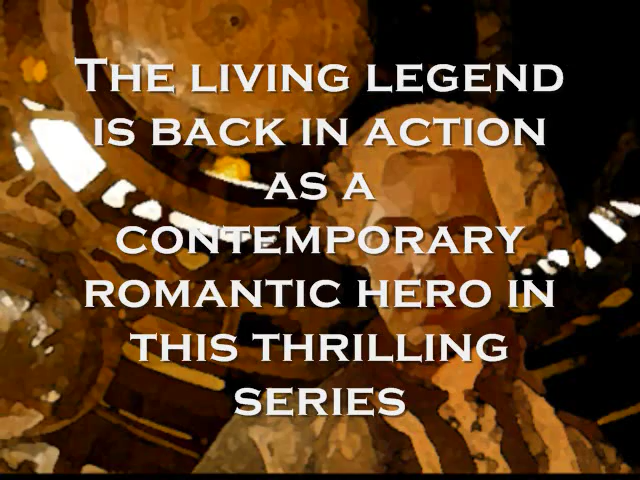 The living legend
is back in action
as a
contemporary
romantic hero in
this thrilling
series